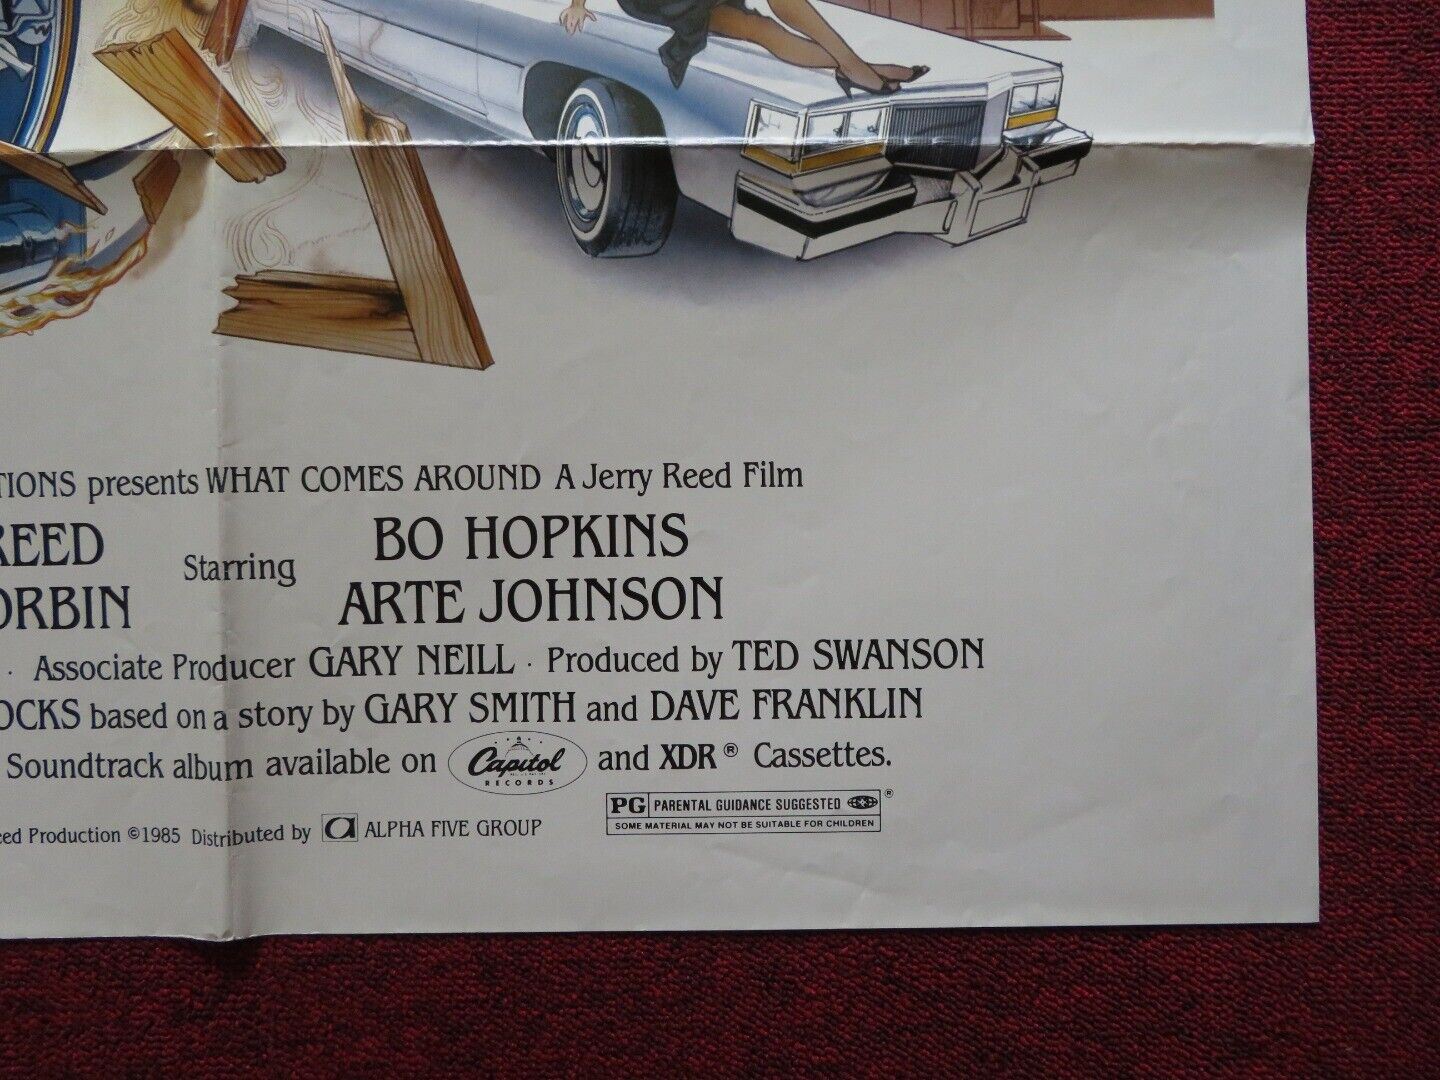 TIONS presents WHAT COMES AROUND A Jerry Reed Film
REED Starring BO HOPKINS
ORBIN ARTE JOHNSON
· Associate Producer GARY NEILL · Produced by TED SWANSON
OCKS based on a story by GARY SMITH and DAVE FRANKLIN
Soundtrack album available on Capitol RECORDS and XDR® Cassettes.
PG PARENTAL GUIDANCE SUGGESTED ®
SOME MATERIAL MAY NOT BE SUITABLE FOR CHILDREN
eed Production ©1985 Distributed by a ALPHA FIVE GROUP